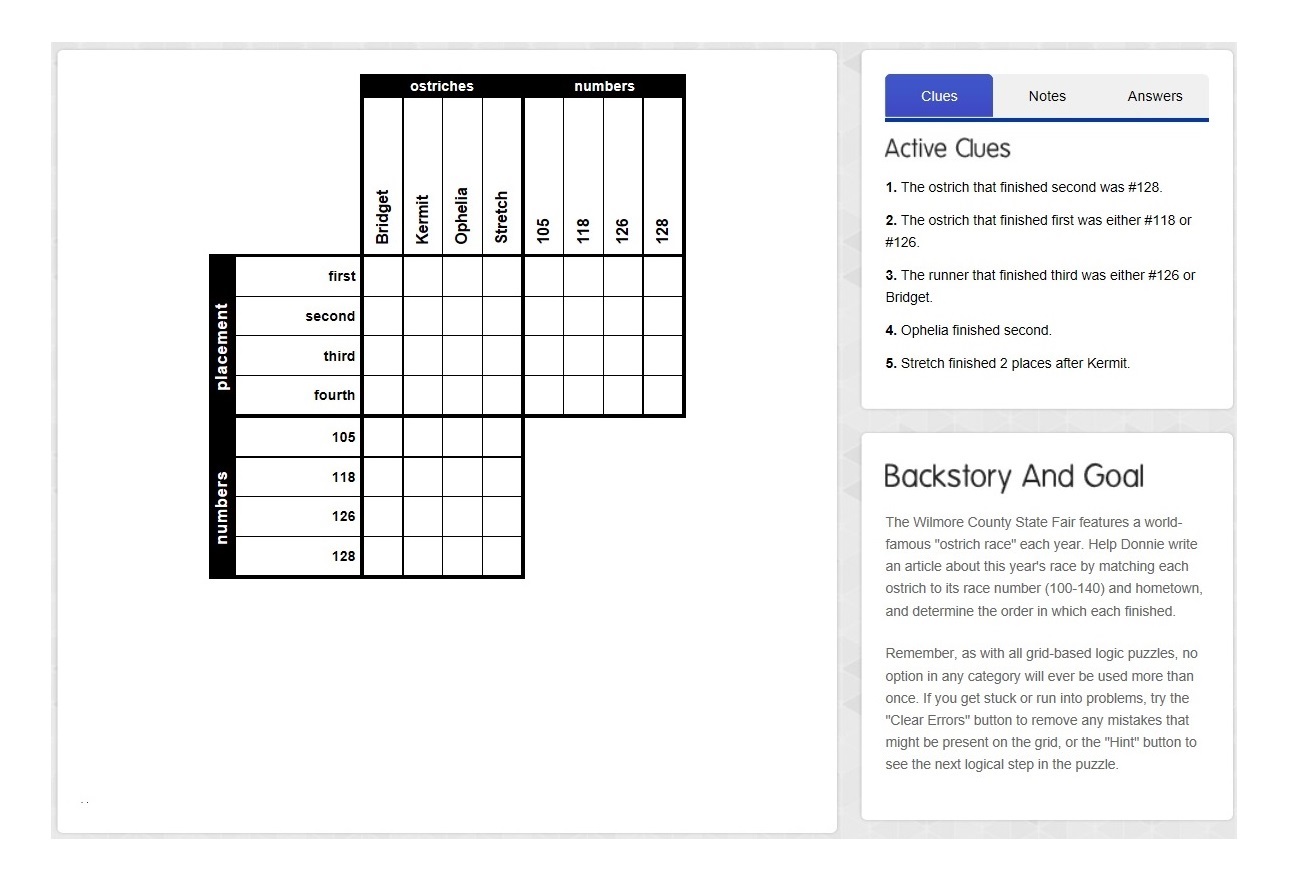 ostriches numbers
Bridget Kermit Ophelia Stretch 105 118 126 128
placement
first
second
third
fourth
numbers
105
118
126
128
Clues Notes Answers
Active Clues
1. The ostrich that finished second was #128.
2. The ostrich that finished first was either #118 or
#126.
3. The runner that finished third was either #126 or
Bridget.
4. Ophelia finished second.
5. Stretch finished 2 places after Kermit.
Backstory And Goal
The Wilmore County State Fair features a world-
famous "ostrich race" each year. Help Donnie write
an article about this year's race by matching each
ostrich to its race number (100-140) and hometown,
and determine the order in which each finished.
Remember, as with all grid-based logic puzzles, no
option in any category will ever be used more than
once. If you get stuck or run into problems, try the
"Clear Errors" button to remove any mistakes that
might be present on the grid, or the "Hint" button to
see the next logical step in the puzzle.